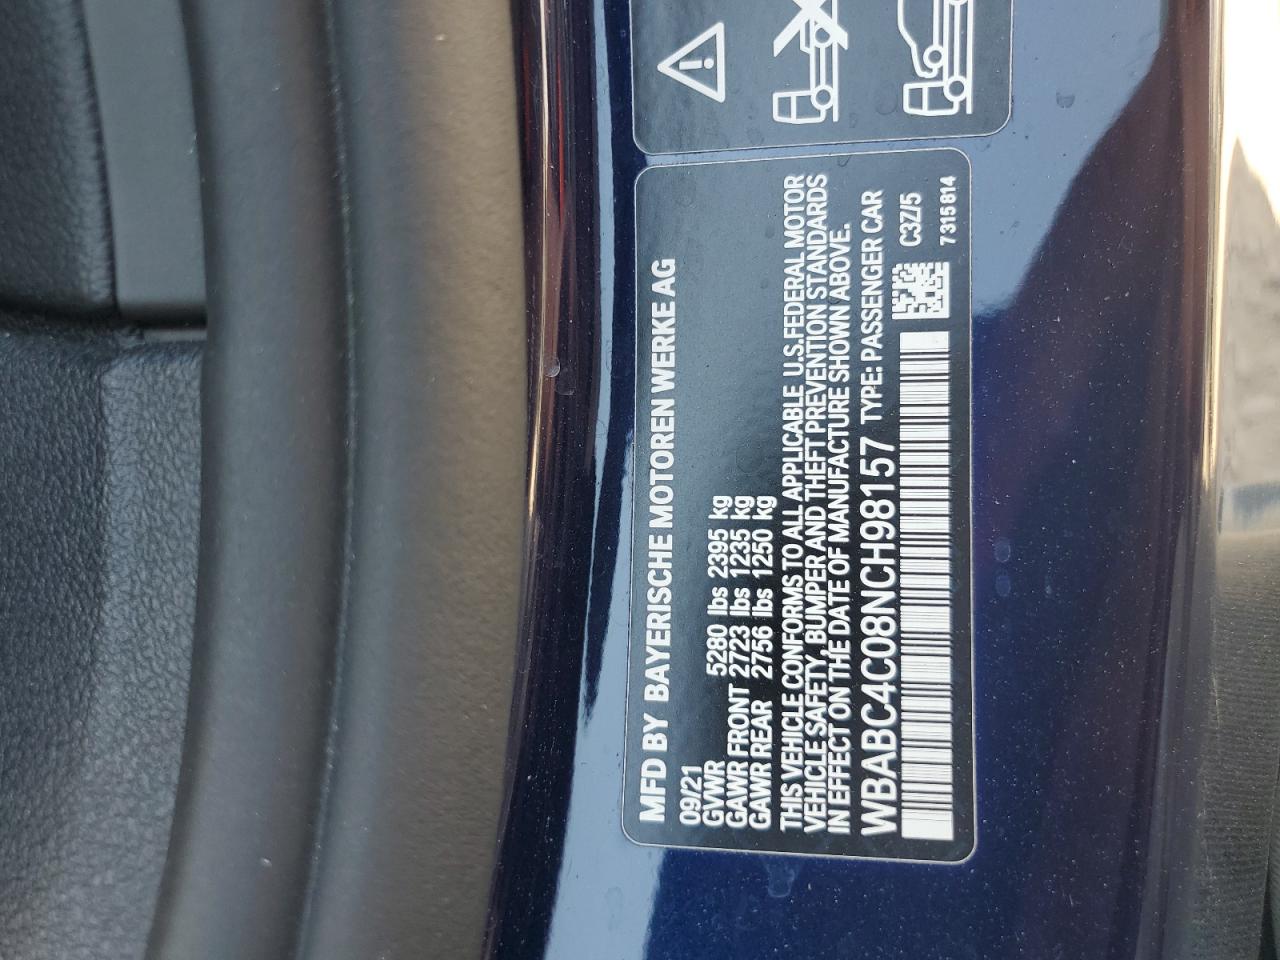 MFD BY BAYERISCHE MOTOREN WERKE AG
09/21
GVWR 5280 lbs 2395 kg
GAWR FRONT 2723 lbs 1235 kg
GAWR REAR 2756 lbs 1250 kg
THIS VEHICLE CONFORMS TO ALL APPLICABLE U.S.FEDERAL MOTOR
VEHICLE SAFETY, BUMPER AND THEFT PREVENTION STANDARDS
IN EFFECT ON THE DATE OF MANUFACTURE SHOWN ABOVE.
WBABC4C08NCH98157 TYPE: PASSENGER CAR
C3Z/5
7315814